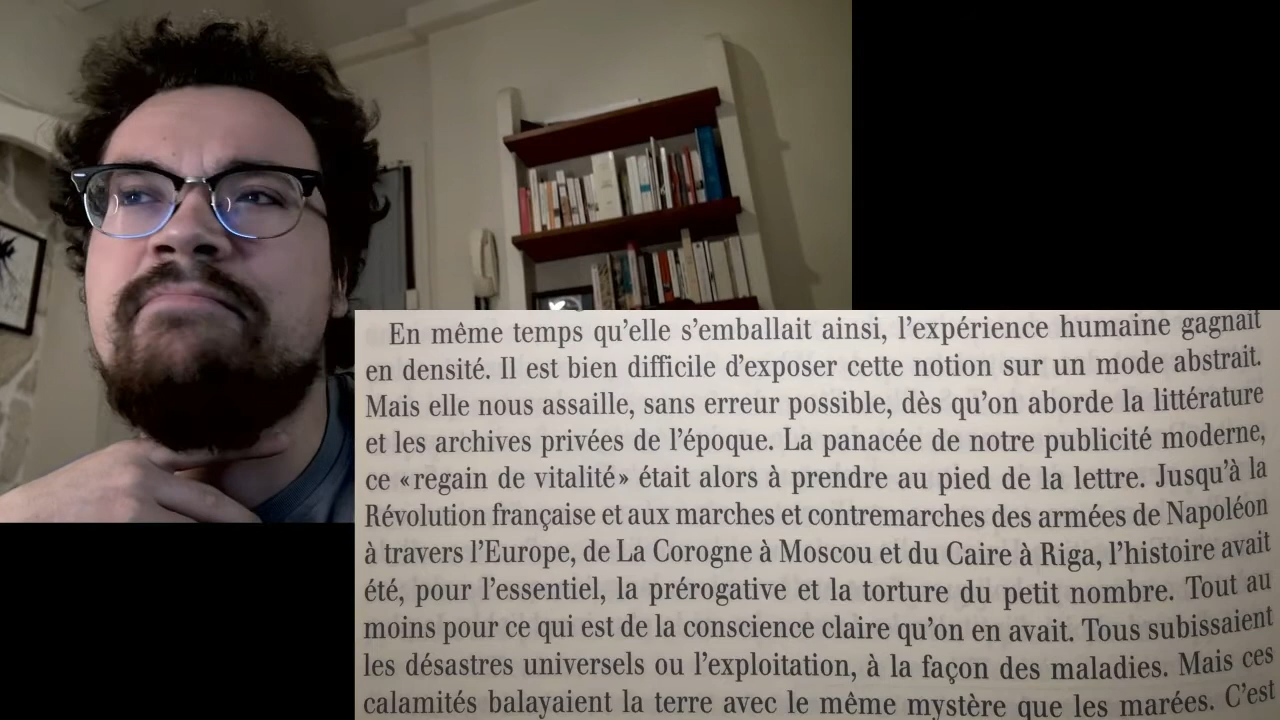 En même temps qu’elle s’emballait ainsi, l’expérience humaine gagnait
en densité. Il est bien difficile d’exposer cette notion sur un mode abstrait.
Mais elle nous assaille, sans erreur possible, dès qu’on aborde la littérature
et les archives privées de l’époque. La panacée de notre publicité moderne,
ce «regain de vitalité» était alors à prendre au pied de la lettre. Jusqu’à la
Révolution française et aux marches et contremarches des armées de Napoléon
à travers l’Europe, de La Corogne à Moscou et du Caire à Riga, l’histoire avait
été, pour l’essentiel, la prérogative et la torture du petit nombre. Tout au
moins pour ce qui est de la conscience claire qu’on en avait. Tous subissaient
les désastres universels ou l’exploitation, à la façon des maladies. Mais ces
calamités balayaient la terre avec le même mystère que les marées. C’est